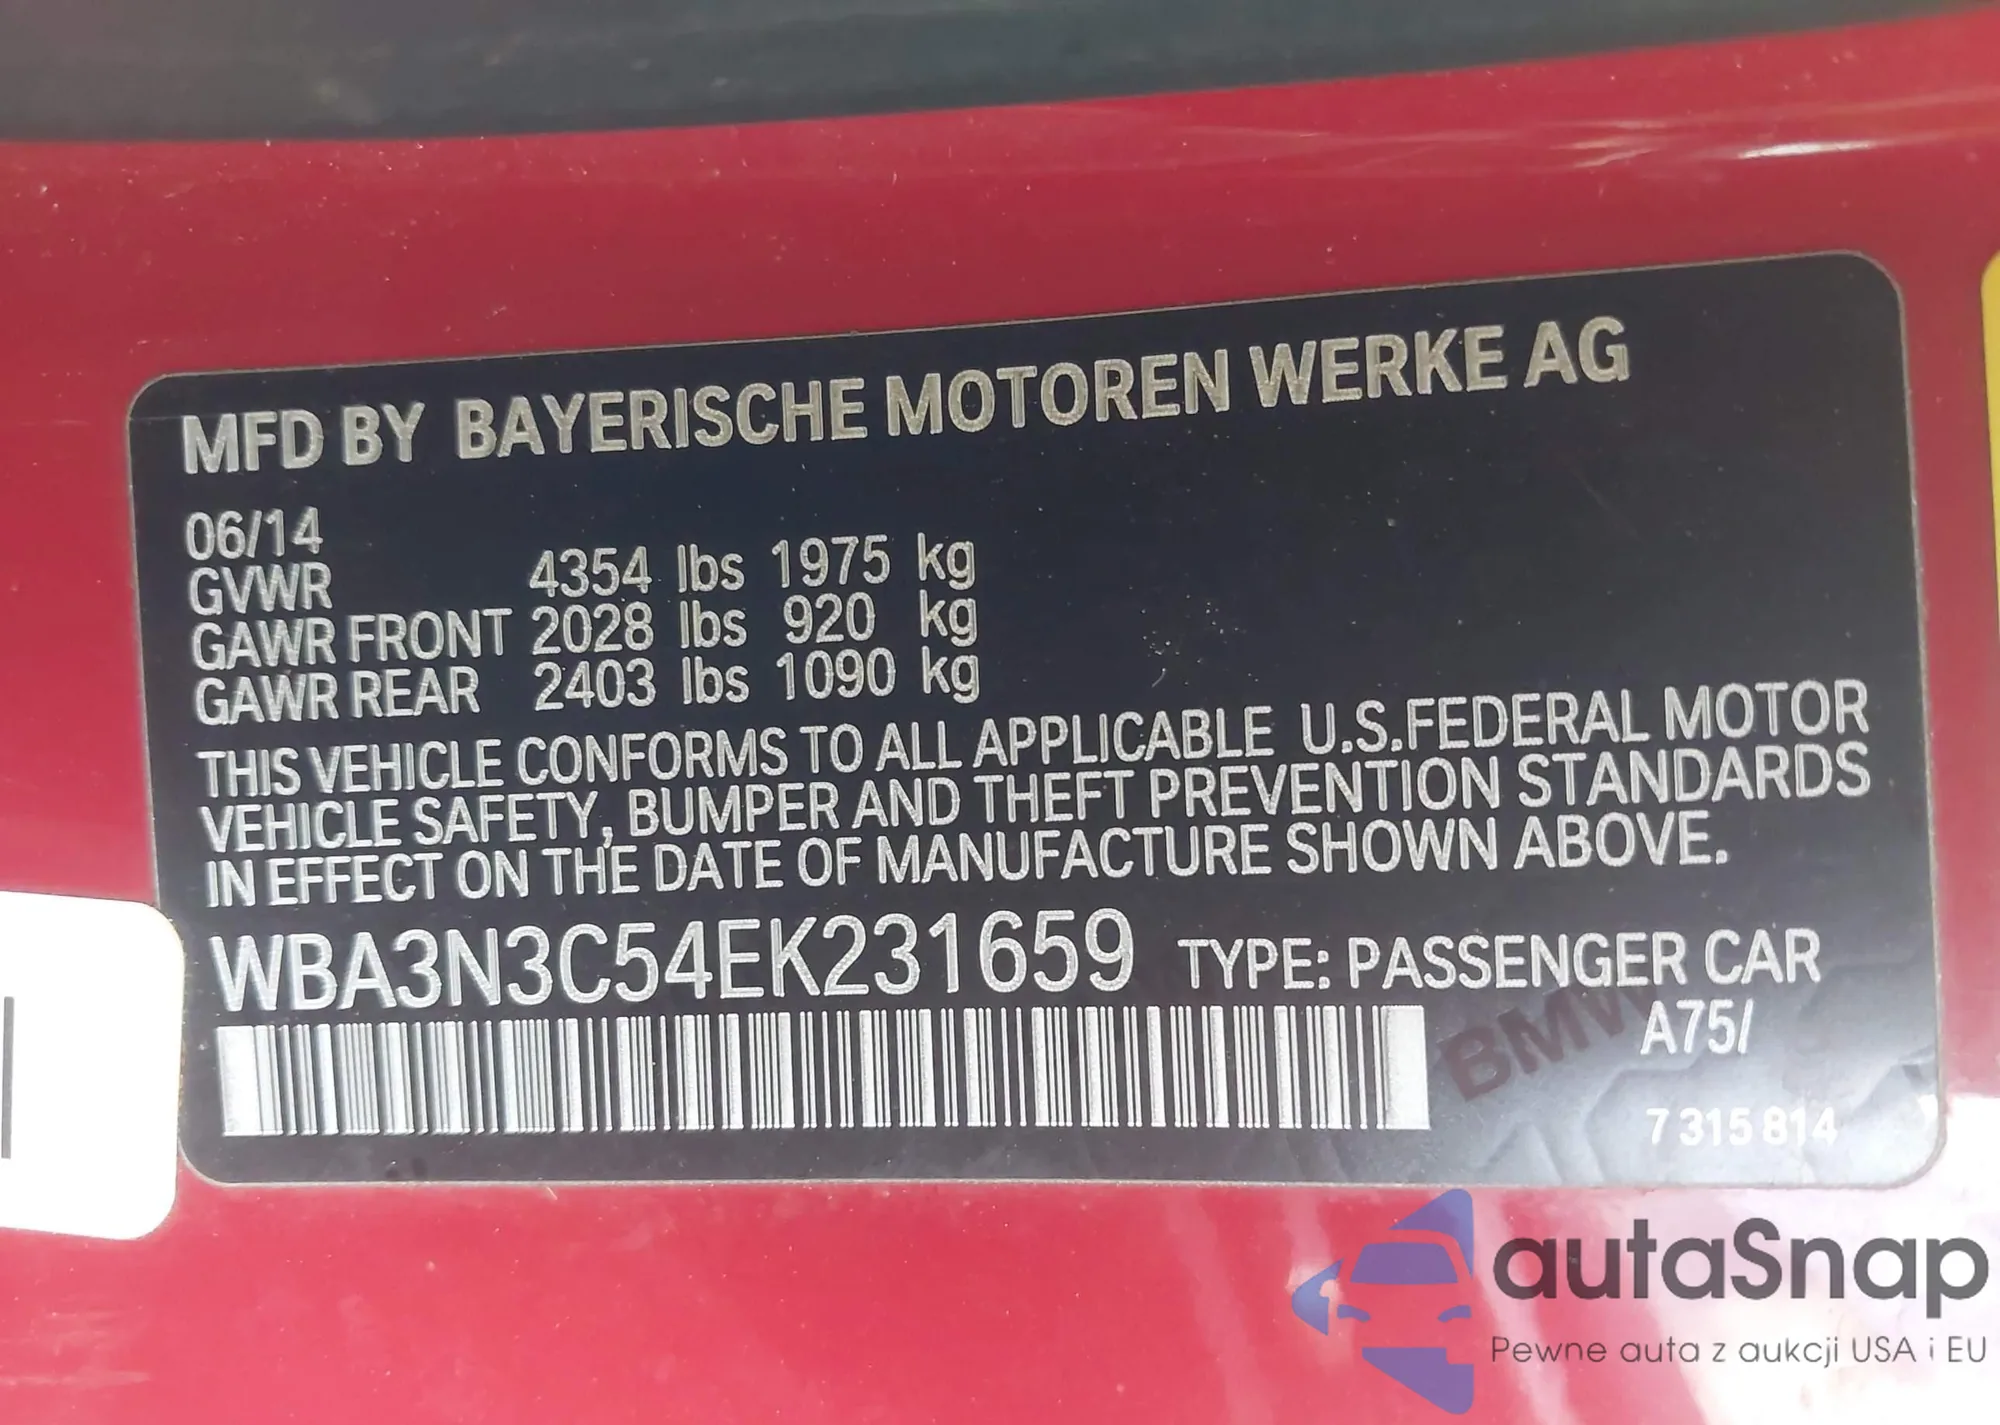 MFD BY BAYERISCHE MOTOREN WERKE AG
06/14
GVWR 4354 lbs 1975 kg
GAWR FRONT 2028 lbs 920 kg
GAWR REAR 2403 lbs 1090 kg
THIS VEHICLE CONFORMS TO ALL APPLICABLE U.S.FEDERAL MOTOR
VEHICLE SAFETY, BUMPER AND THEFT PREVENTION STANDARDS
IN EFFECT ON THE DATE OF MANUFACTURE SHOWN ABOVE.
WBA3N3C54EK231659 TYPE: PASSENGER CAR
BMW A75/
7 315 814
autaSnap
Pewne auta z aukcji USA i EU